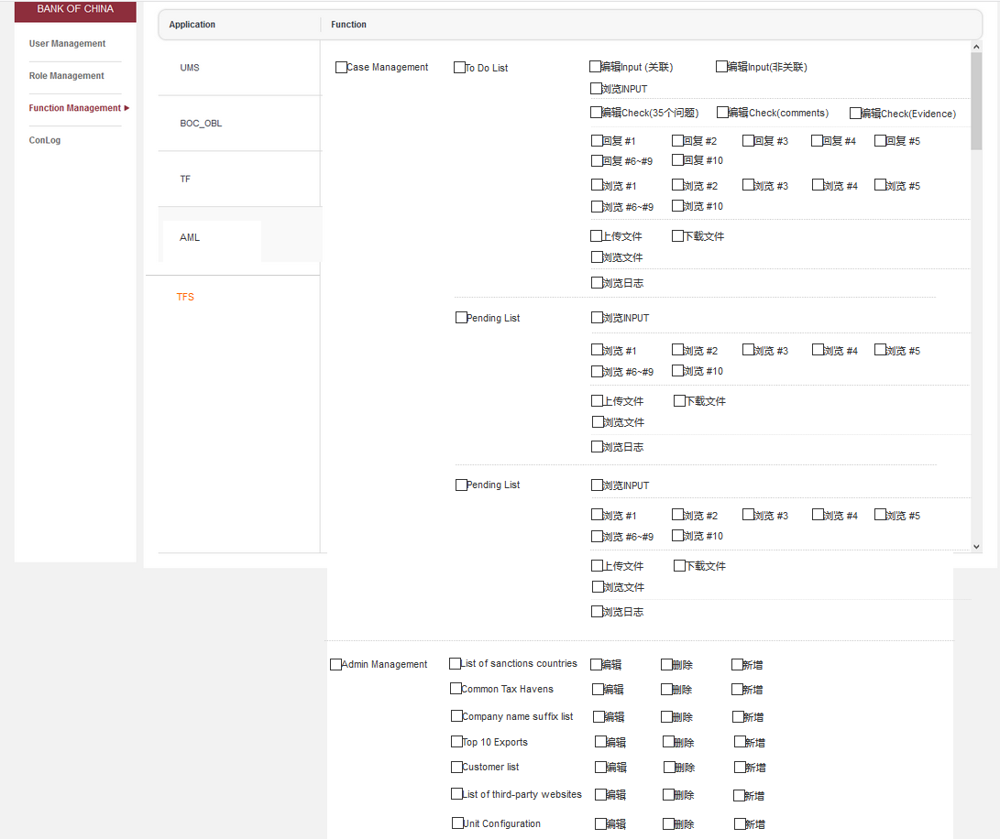 BANK OF CHINA
User Management
Role Management
Function Management
ConLog
Application Function
UMS
BOC_OBL
TF
AML
TFS
Case Management To Do List 编辑Input (关联) 编辑Input(非关联)
浏览INPUT
编辑Check(35个问题) 编辑Check(comments) 编辑Check(Evidence)
回复 #1 回复 #2 回复 #3 回复 #4 回复 #5
回复 #6~#9 回复 #10
浏览 #1 浏览 #2 浏览 #3 浏览 #4 浏览 #5
浏览 #6~#9 浏览 #10
上传文件 下载文件
浏览文件
浏览日志
Pending List 浏览INPUT
浏览 #1 浏览 #2 浏览 #3 浏览 #4 浏览 #5
浏览 #6~#9 浏览 #10
上传文件 下载文件
浏览文件
浏览日志
Pending List 浏览INPUT
浏览 #1 浏览 #2 浏览 #3 浏览 #4 浏览 #5
浏览 #6~#9 浏览 #10
上传文件 下载文件
浏览文件
浏览日志
Admin Management List of sanctions countries 编辑 删除 新增
Common Tax Havens 编辑 删除 新增
Company name suffix list 编辑 删除 新增
Top 10 Exports 编辑 删除 新增
Customer list 编辑 删除 新增
List of third-party websites 编辑 删除 新增
Unit Configuration 编辑 删除 新增